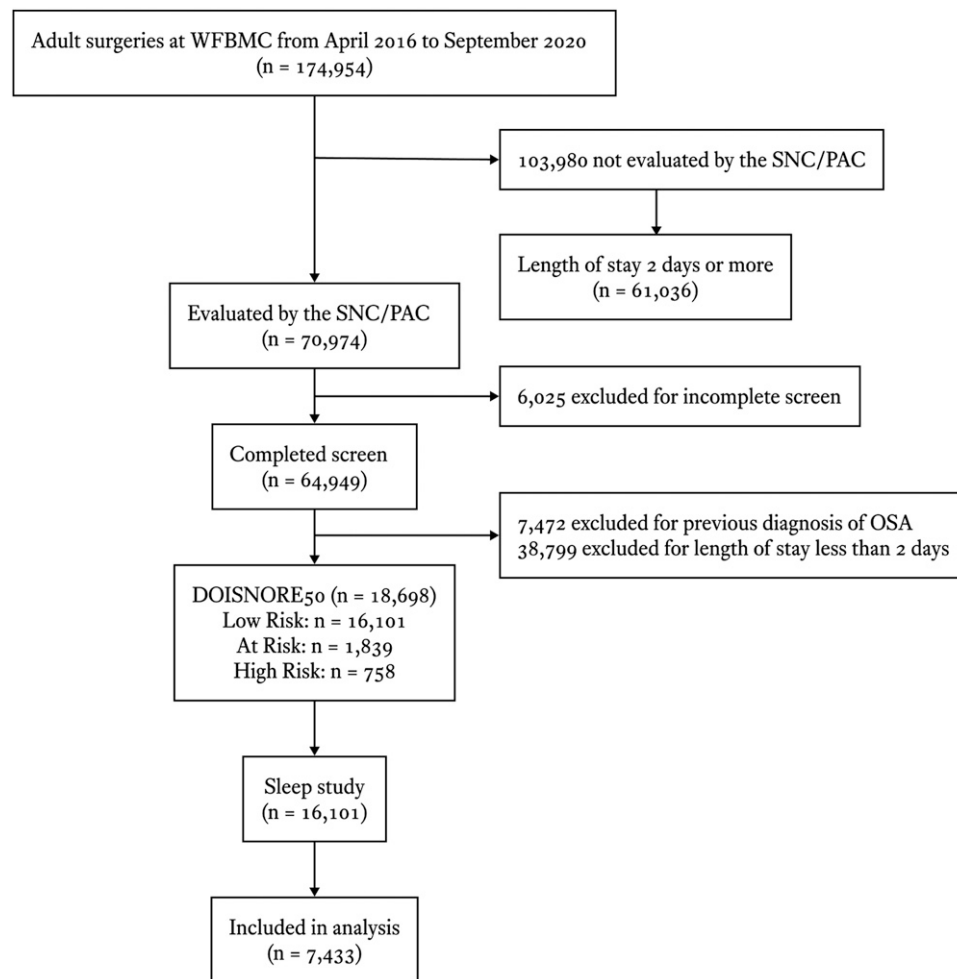 Adult surgeries at WFBMC from April 2016 to September 2020
(n = 174,954)
103,980 not evaluated by the SNC/PAC
Length of stay 2 days or more
(n = 61,036)
Evaluated by the SNC/PAC
(n = 70,974)
6,025 excluded for incomplete screen
Completed screen
(n = 64,949)
7,472 excluded for previous diagnosis of OSA
38,799 excluded for length of stay less than 2 days
DOISNORE50 (n = 18,698)
Low Risk: n = 16,101
At Risk: n = 1,839
High Risk: n = 758
Sleep study
(n = 16,101)
Included in analysis
(n = 7,433)